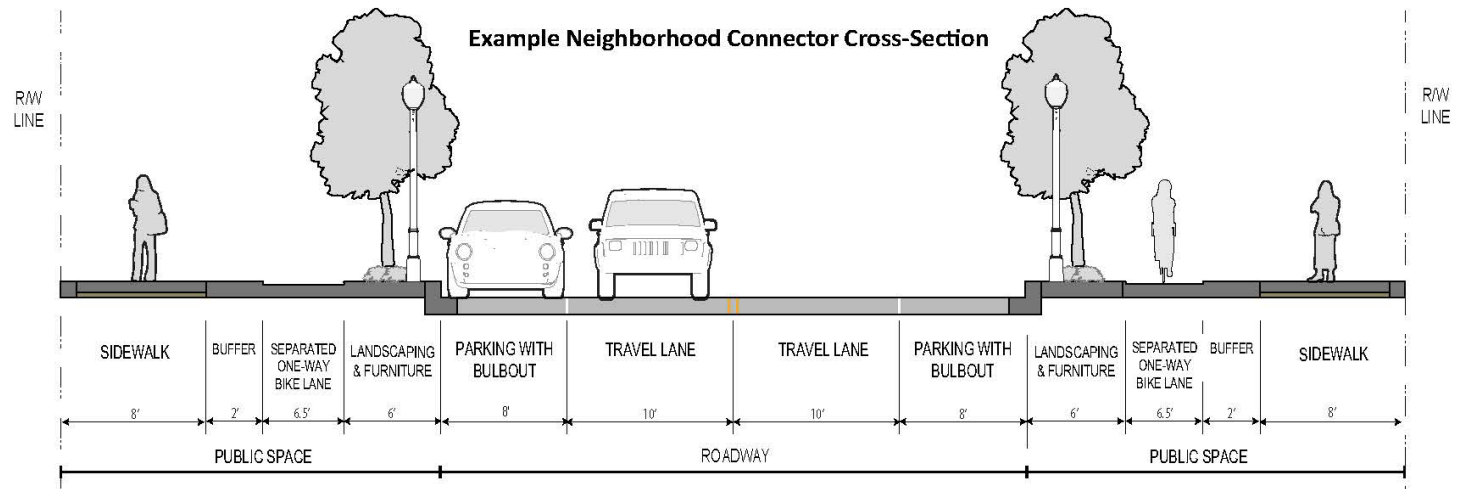 Example Neighborhood Connector Cross-Section
R/W
LINE
R/W
LINE
SIDEWALK
BUFFER
SEPARATED
ONE-WAY
BIKE LANE
LANDSCAPING
& FURNITURE
PARKING WITH
BULBOUT
TRAVEL LANE
TRAVEL LANE
PARKING WITH
BULBOUT
LANDSCAPING
& FURNITURE
SEPARATED
ONE-WAY
BIKE LANE
BUFFER
SIDEWALK
8' 2' 6.5' 6' 8' 10' 10' 8' 6' 6.5' 2' 8'
PUBLIC SPACE ROADWAY PUBLIC SPACE